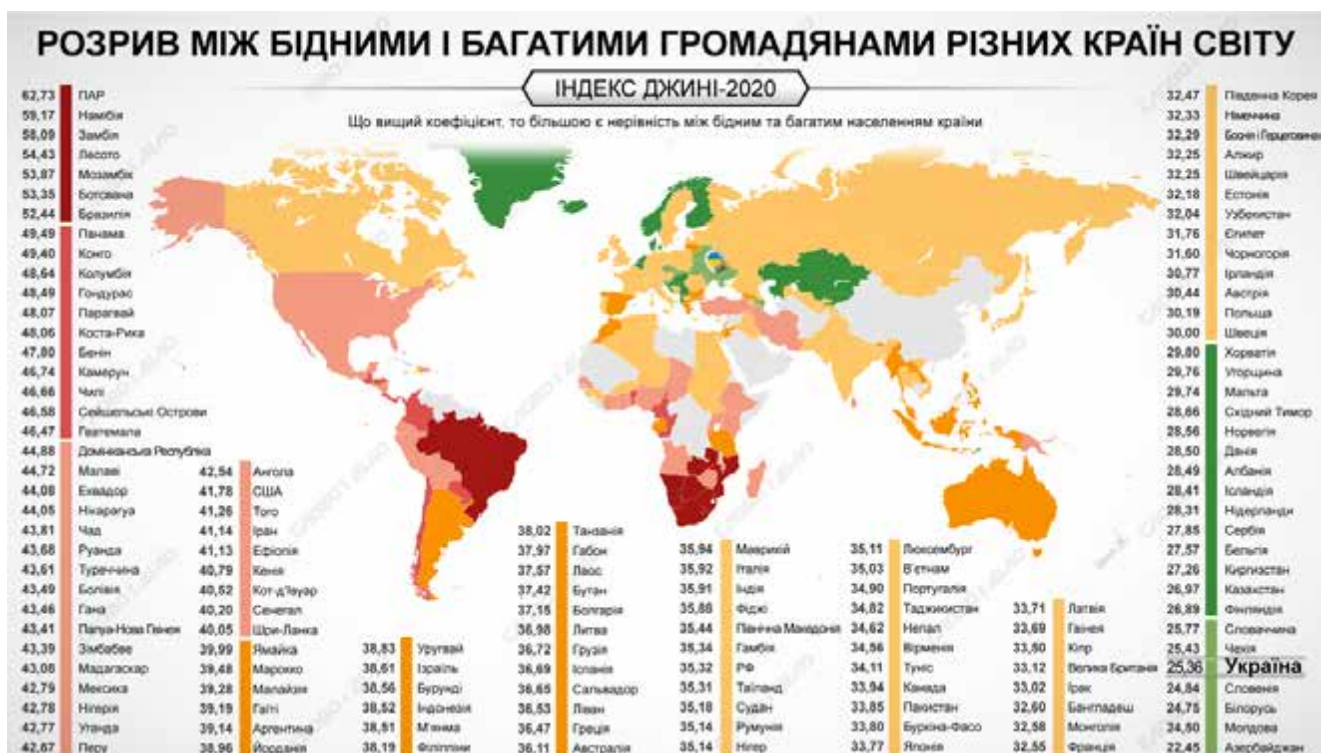 РОЗРИВ МІЖ БІДНИМИ І БАГАТИМИ ГРОМАДЯНАМИ РІЗНИХ КРАЇН СВІТУ
ІНДЕКС ДЖИНІ-2020
Що вищий коефіцієнт, то більшою є нерівність між бідним та багатим населенням країни
62,73 ПАР
59,17 Намбія
58,09 Замбія
54,43 Лесото
53,87 Мозамбік
53,35 Ботсвана
52,44 Бразилія
49,49 Панама
49,40 Конго
48,64 Колумбія
48,49 Гондурас
48,07 Парагвай
48,06 Коста-Рика
47,80 Бенін
46,74 Камерун
46,66 Чилі
46,58 Сейшельські Острови
46,47 Гватемала
44,88 Домініканська Республіка
44,72 Малаві
44,08 Еквадор
44,05 Нікарагуа
43,81 Чад
43,68 Руанда
43,61 Туреччина
43,49 Болівія
43,46 Гана
43,41 Папуа-Нова Гвінея
43,39 Зімбабве
43,08 Мадагаскар
42,79 Мексика
42,78 Нігерія
42,77 Уганда
42,67 Перу
42,54 Ангола
41,78 США
41,26 Того
41,14 Іран
41,13 Ефіопія
40,79 Кенія
40,52 Кот-д'Івуар
40,20 Сенегал
40,05 Шрі-Ланка
39,99 Ямайка
39,48 Марокко
39,28 Малайзія
39,19 Гаїті
39,14 Аргентина
38,96 Йорданія
38,83 Уругвай
38,61 Ізраїль
38,56 Бурунді
38,52 Індонезія
38,51 М'янма
38,19 Філіппіни
38,02 Танзанія
37,97 Габон
37,57 Лаос
37,42 Бутан
37,15 Болгарія
36,98 Литва
36,72 Грузія
36,69 Іспанія
36,65 Сальвадор
36,53 Ліван
36,47 Греція
36,11 Австралія
35,94 Маврикій
35,92 Італія
35,91 Індія
35,88 Фіджі
35,44 Північна Македонія
35,34 Гамбія
35,32 РФ
35,31 Таїланд
35,18 Судан
35,14 Румунія
35,14 Нігер
35,11 Люксембург
35,03 В'єтнам
34,90 Португалія
34,82 Таджикистан
34,62 Непал
34,56 Вірменія
34,11 Туніс
33,94 Канада
33,85 Пакистан
33,80 Буркіна-Фасо
33,77 Японія
33,71 Латвія
33,69 Гвінея
33,50 Кіпр
33,12 Велика Британія
33,02 Ірак
32,60 Бангладеш
32,58 Монголія
32,55 Франція
32,47 Південна Корея
32,33 Німеччина
32,29 Боснія і Герцеговина
32,25 Алжир
32,25 Швейцарія
32,18 Естонія
32,04 Узбекистан
31,76 Єгипет
31,60 Чорногорія
30,77 Ірландія
30,44 Австрія
30,19 Польща
30,00 Швеція
29,80 Хорватія
29,76 Угорщина
29,74 Мальта
28,66 Східний Тимор
28,56 Норвегія
28,50 Данія
28,49 Албанія
28,41 Ісландія
28,31 Нідерланди
27,85 Сербія
27,57 Бельгія
27,26 Киргизстан
26,97 Казахстан
26,89 Фінляндія
25,77 Словаччина
25,43 Чехія
25,36 Україна
24,84 Словенія
24,75 Білорусь
24,50 Молдова
22,45 Азербайджан